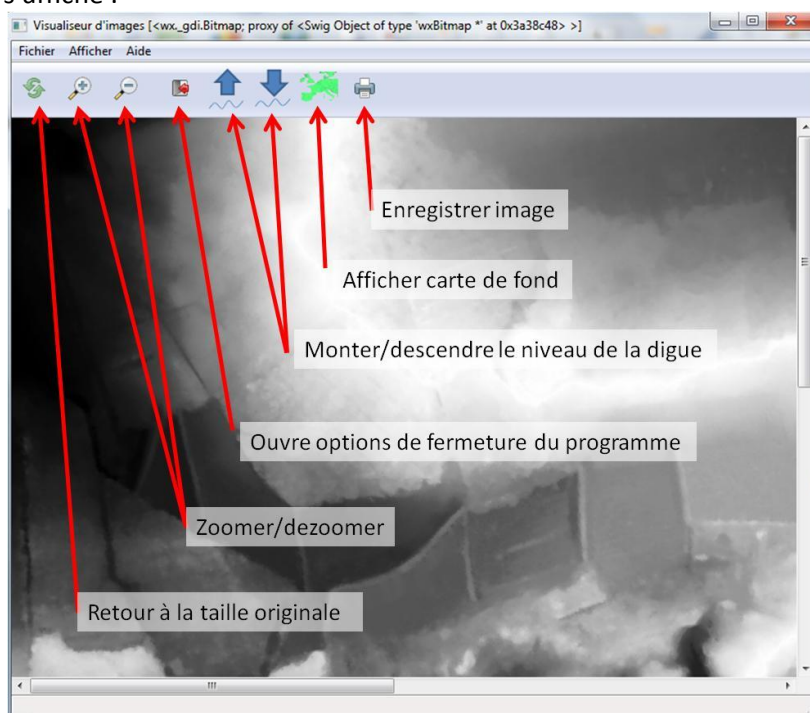 s'affiche :
Visualiseur d'images [<wx._gdi.Bitmap; proxy of <Swig Object of type 'wxBitmap *' at 0x3a38c48> >]
Fichier Afficher Aide
Enregistrer image
Afficher carte de fond
Monter/descendre le niveau de la digue
Ouvre options de fermeture du programme
Zoomer/dezoomer
Retour à la taille originale